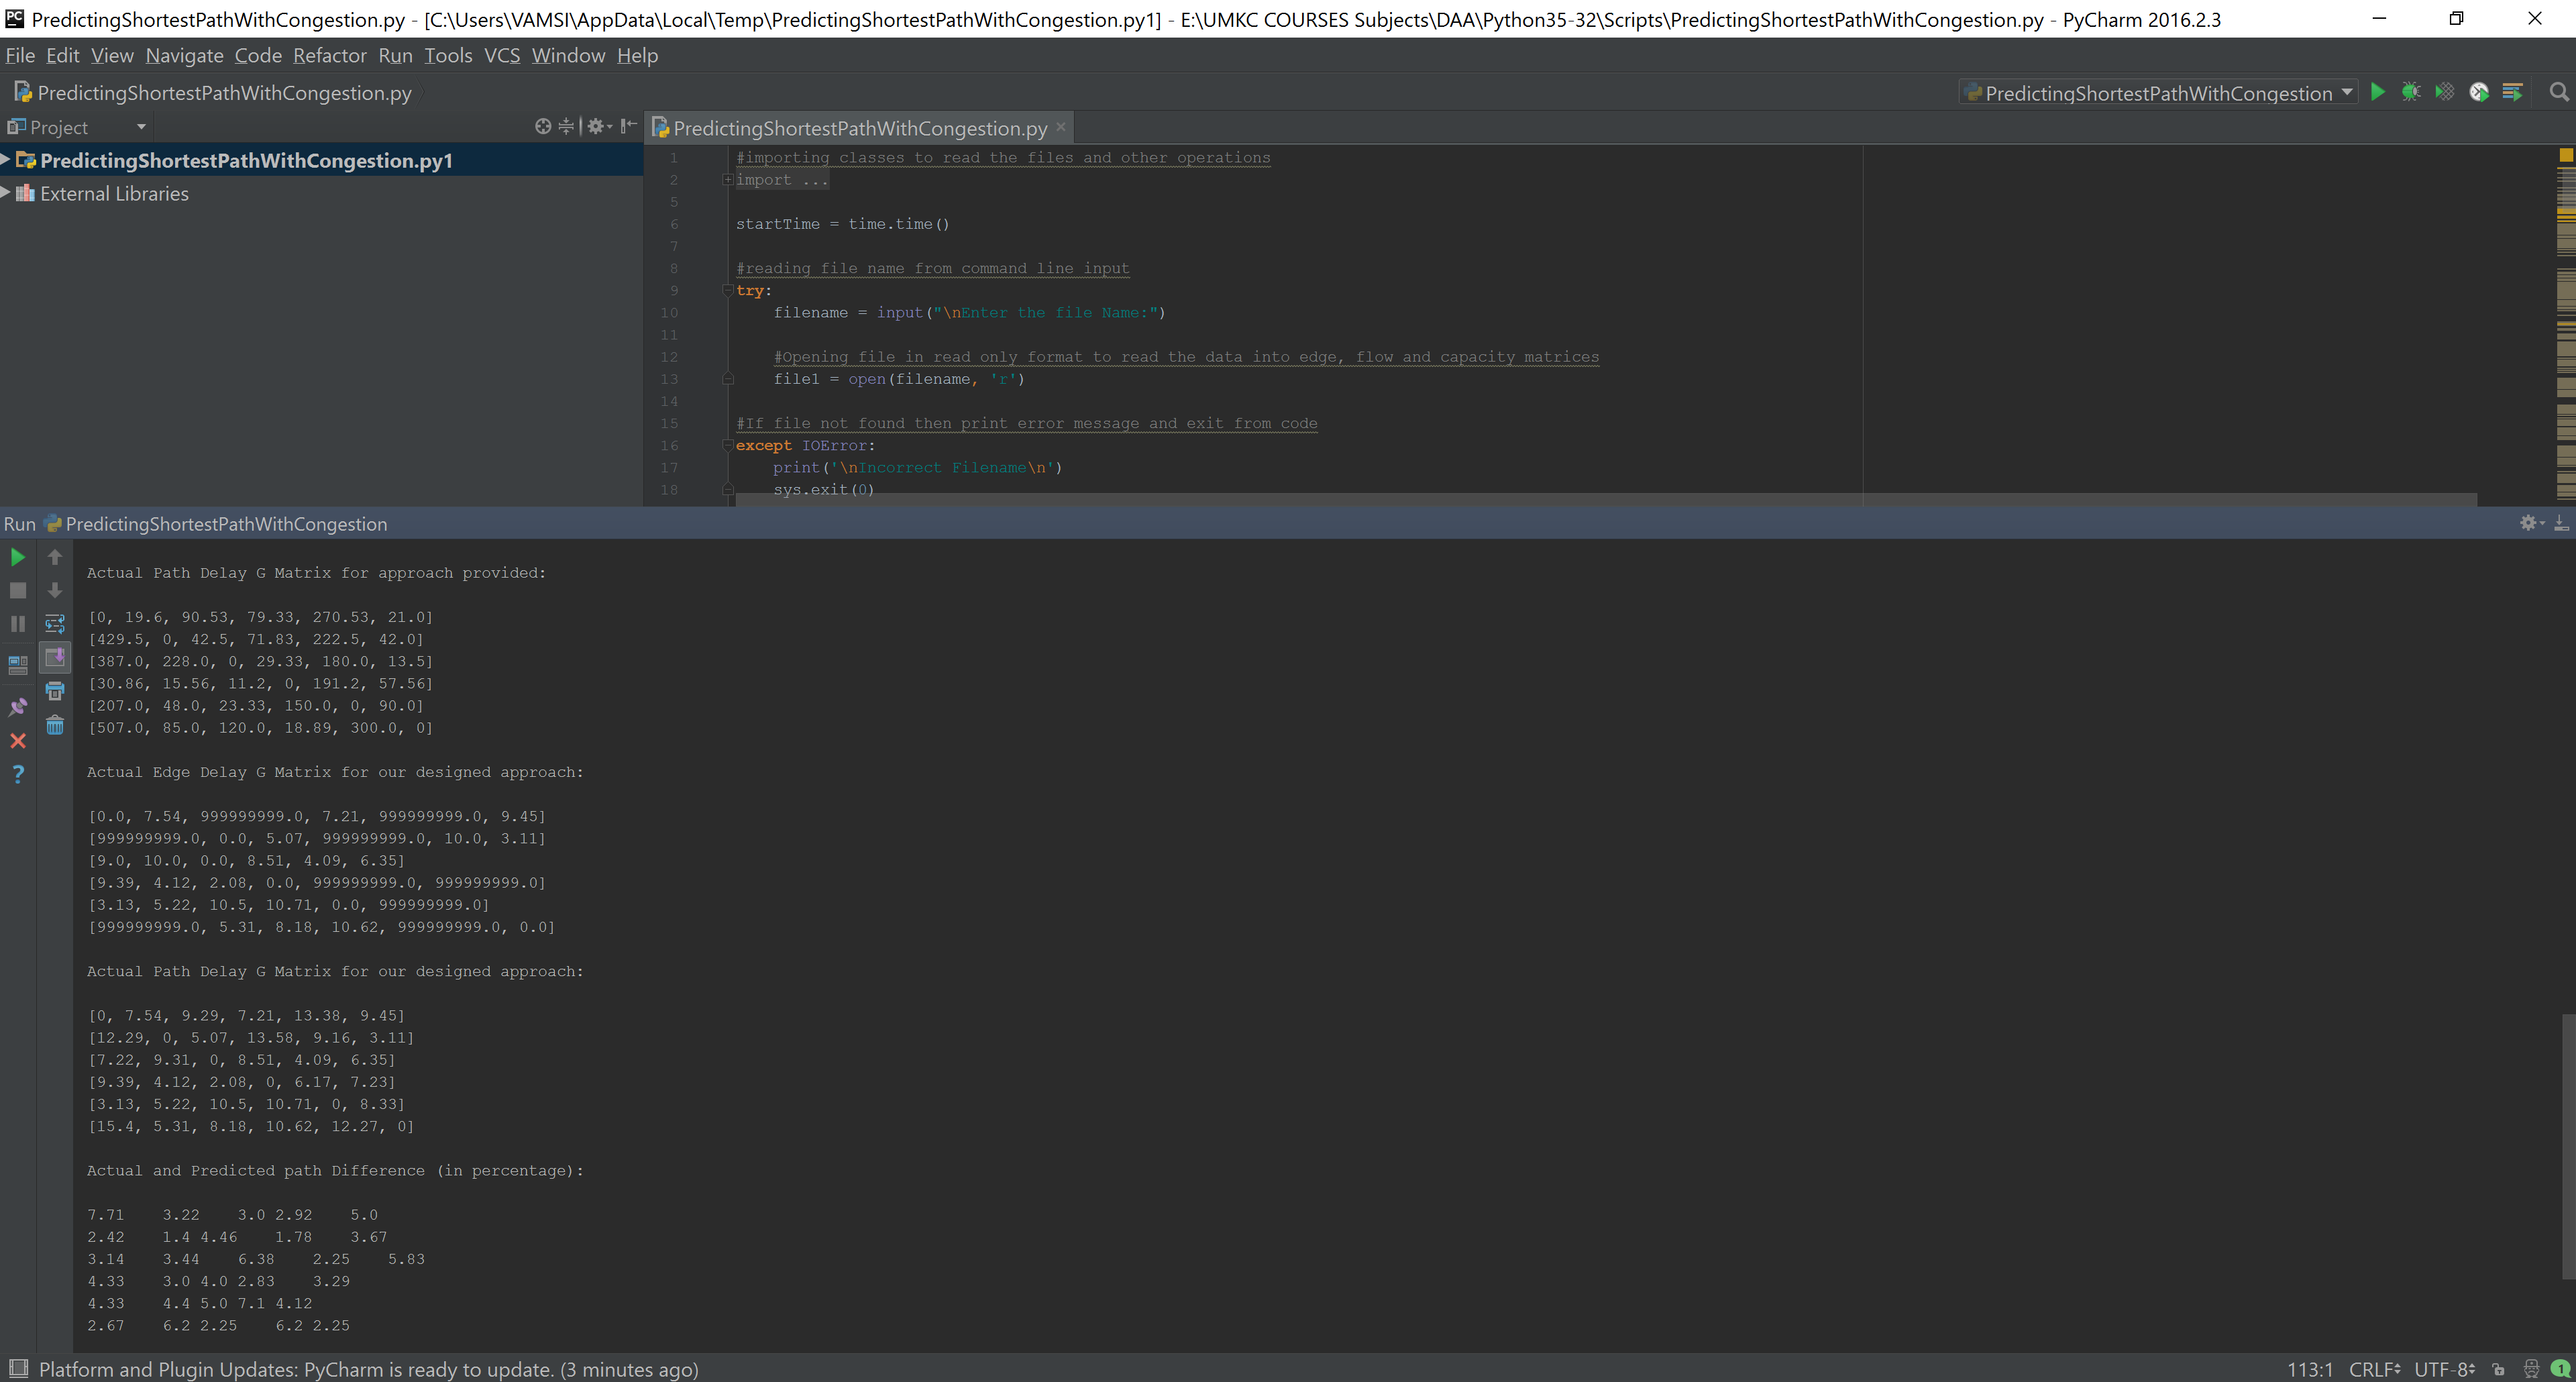 PC PredictingShortestPathWithCongestion.py - [C:\Users\VAMSI\AppData\Local\Temp\PredictingShortestPathWithCongestion.py1] - E:\UMKC COURSES Subjects\DAA\Python35-32\Scripts\PredictingShortestPathWithCongestion.py - PyCharm 2016.2.3
File Edit View Navigate Code Refactor Run Tools VCS Window Help
PredictingShortestPathWithCongestion.py PredictingShortestPathWithCongestion
Project PredictingShortestPathWithCongestion.py
PredictingShortestPathWithCongestion.py1
External Libraries
1 #importing classes to read the files and other operations
2 import ...
5
6 startTime = time.time()
7
8 #reading file name from command line input
9 try:
10 filename = input("\nEnter the file Name:")
11
12 #Opening file in read only format to read the data into edge, flow and capacity matrices
13 file1 = open(filename, 'r')
14
15 #If file not found then print error message and exit from code
16 except IOError:
17 print('\nIncorrect Filename\n')
18 sys.exit(0)
Run PredictingShortestPathWithCongestion
Actual Path Delay G Matrix for approach provided:
[0, 19.6, 90.53, 79.33, 270.53, 21.0]
[429.5, 0, 42.5, 71.83, 222.5, 42.0]
[387.0, 228.0, 0, 29.33, 180.0, 13.5]
[30.86, 15.56, 11.2, 0, 191.2, 57.56]
[207.0, 48.0, 23.33, 150.0, 0, 90.0]
[507.0, 85.0, 120.0, 18.89, 300.0, 0]
Actual Edge Delay G Matrix for our designed approach:
[0.0, 7.54, 999999999.0, 7.21, 999999999.0, 9.45]
[999999999.0, 0.0, 5.07, 999999999.0, 10.0, 3.11]
[9.0, 10.0, 0.0, 8.51, 4.09, 6.35]
[9.39, 4.12, 2.08, 0.0, 999999999.0, 999999999.0]
[3.13, 5.22, 10.5, 10.71, 0.0, 999999999.0]
[999999999.0, 5.31, 8.18, 10.62, 999999999.0, 0.0]
Actual Path Delay G Matrix for our designed approach:
[0, 7.54, 9.29, 7.21, 13.38, 9.45]
[12.29, 0, 5.07, 13.58, 9.16, 3.11]
[7.22, 9.31, 0, 8.51, 4.09, 6.35]
[9.39, 4.12, 2.08, 0, 6.17, 7.23]
[3.13, 5.22, 10.5, 10.71, 0, 8.33]
[15.4, 5.31, 8.18, 10.62, 12.27, 0]
Actual and Predicted path Difference (in percentage):
7.71 3.22 3.0 2.92 5.0
2.42 1.4 4.46 1.78 3.67
3.14 3.44 6.38 2.25 5.83
4.33 3.0 4.0 2.83 3.29
4.33 4.4 5.0 7.1 4.12
2.67 6.2 2.25 6.2 2.25
Platform and Plugin Updates: PyCharm is ready to update. (3 minutes ago) 113:1 CRLF UTF-8 1